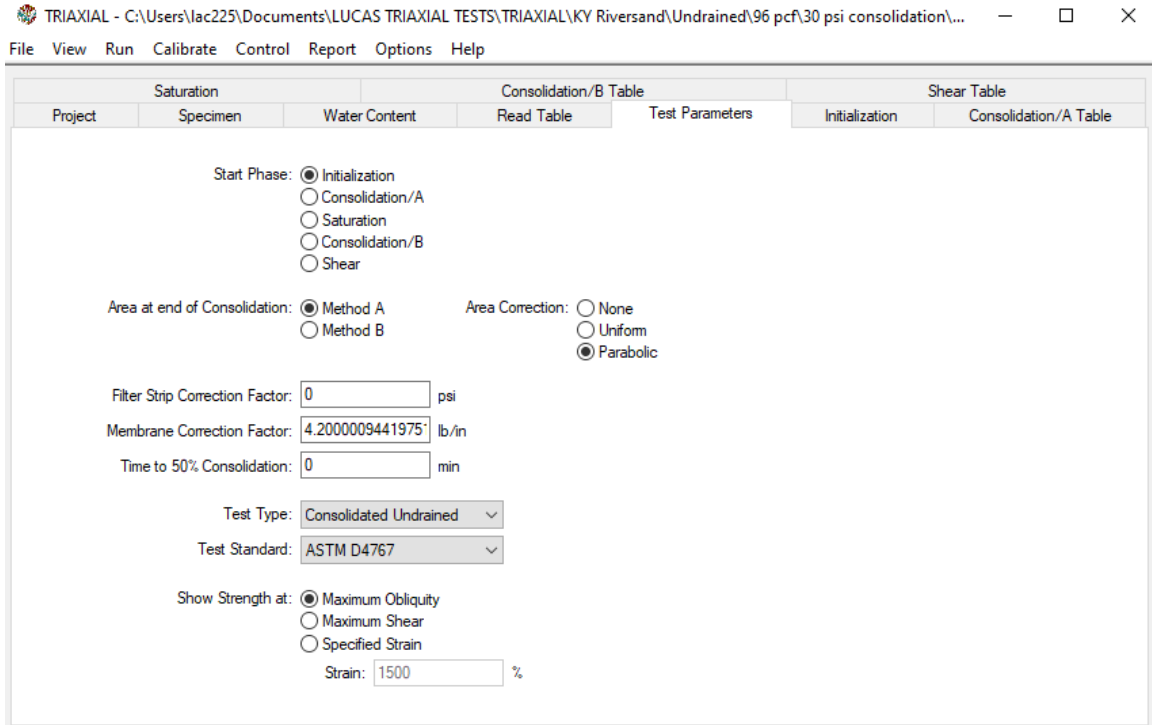 TRIAXIAL - C:\Users\lac225\Documents\LUCAS TRIAXIAL TESTS\TRIAXIAL\KY Riversand\Undrained\96 pcf\30 psi consolidation\...
File View Run Calibrate Control Report Options Help
Saturation Consolidation/B Table Shear Table
Project Specimen Water Content Read Table Test Parameters Initialization Consolidation/A Table
Start Phase: Initialization
Consolidation/A
Saturation
Consolidation/B
Shear
Area at end of Consolidation: Method A Area Correction: None
Method B Uniform
Parabolic
Filter Strip Correction Factor: 0 psi
Membrane Correction Factor: 4.20000094419751 lb/in
Time to 50% Consolidation: 0 min
Test Type: Consolidated Undrained
Test Standard: ASTM D4767
Show Strength at: Maximum Obliquity
Maximum Shear
Specified Strain
Strain: 1500 %